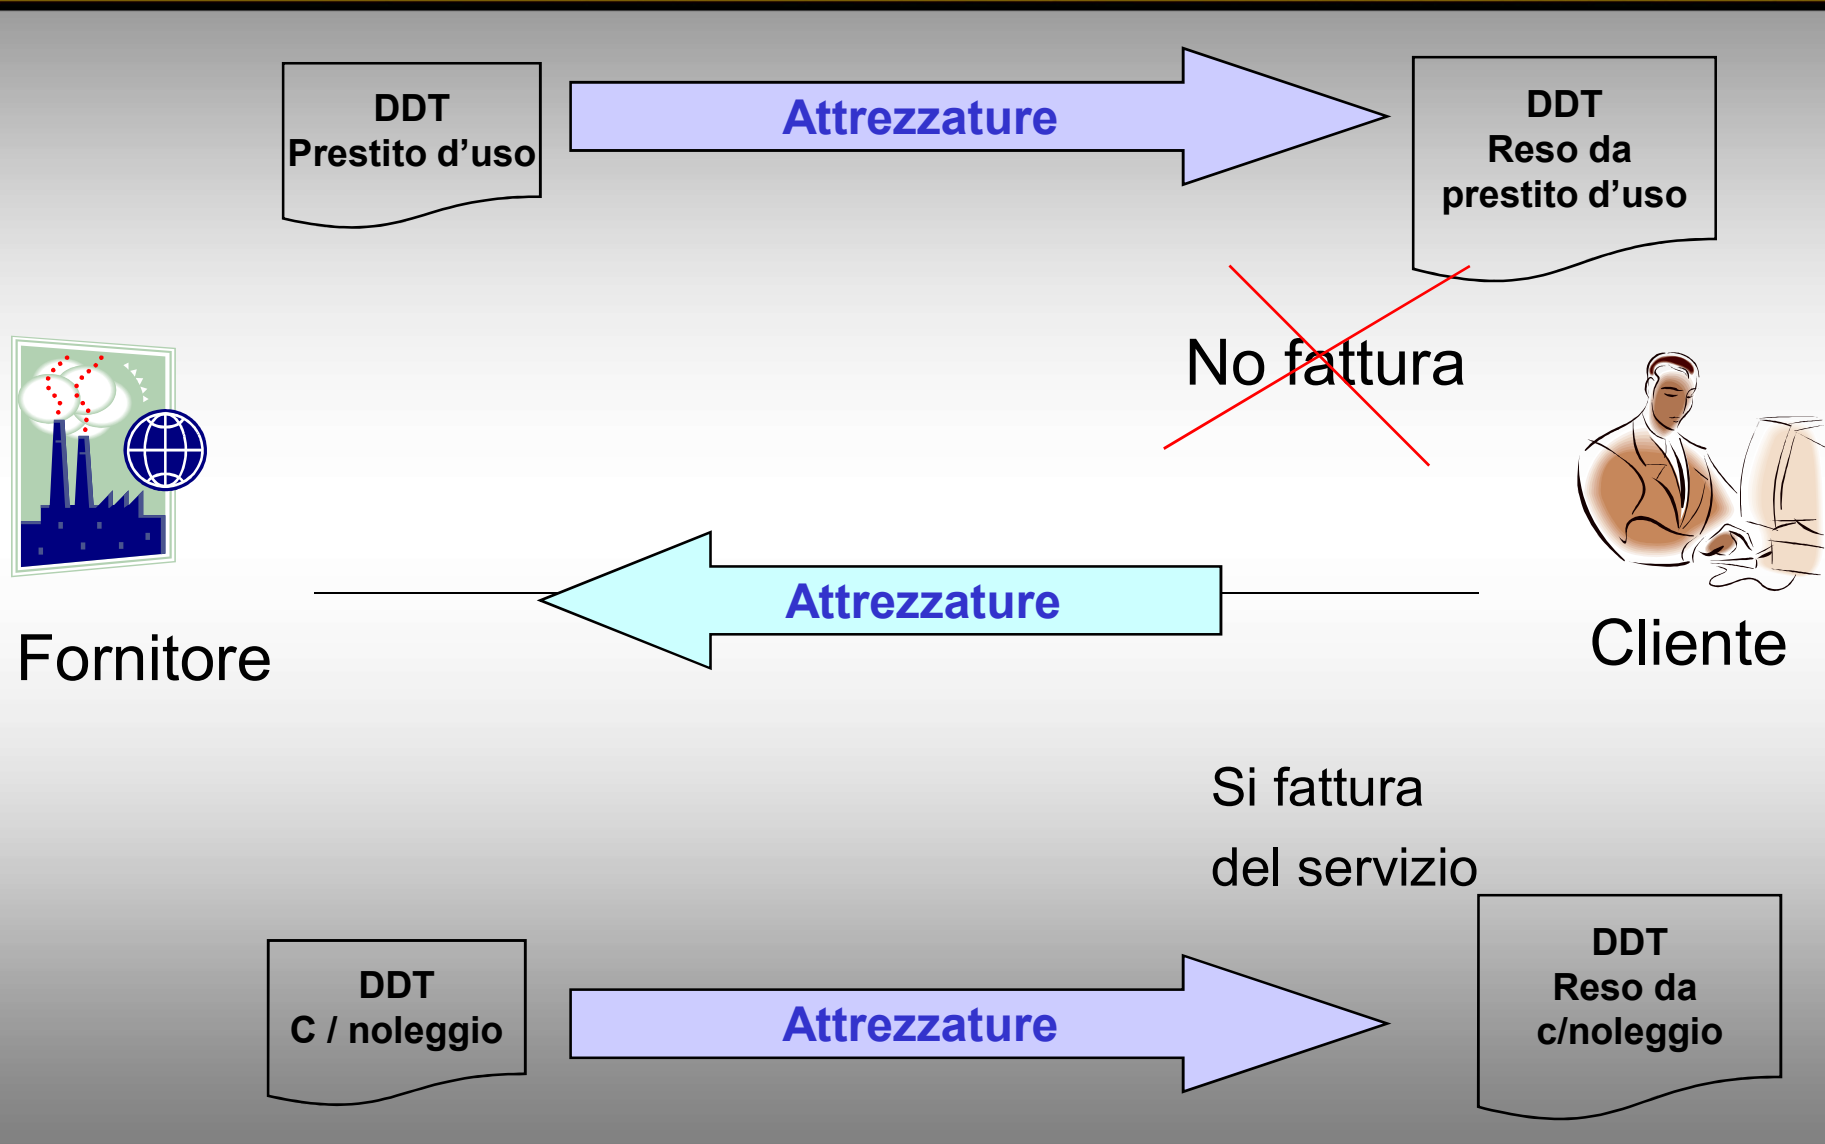 DDT
Prestito d’uso
Attrezzature
DDT
Reso da
prestito d’uso
No fattura
Attrezzature
Fornitore
Cliente
Si fattura
del servizio
DDT
C / noleggio
Attrezzature
DDT
Reso da
c/noleggio